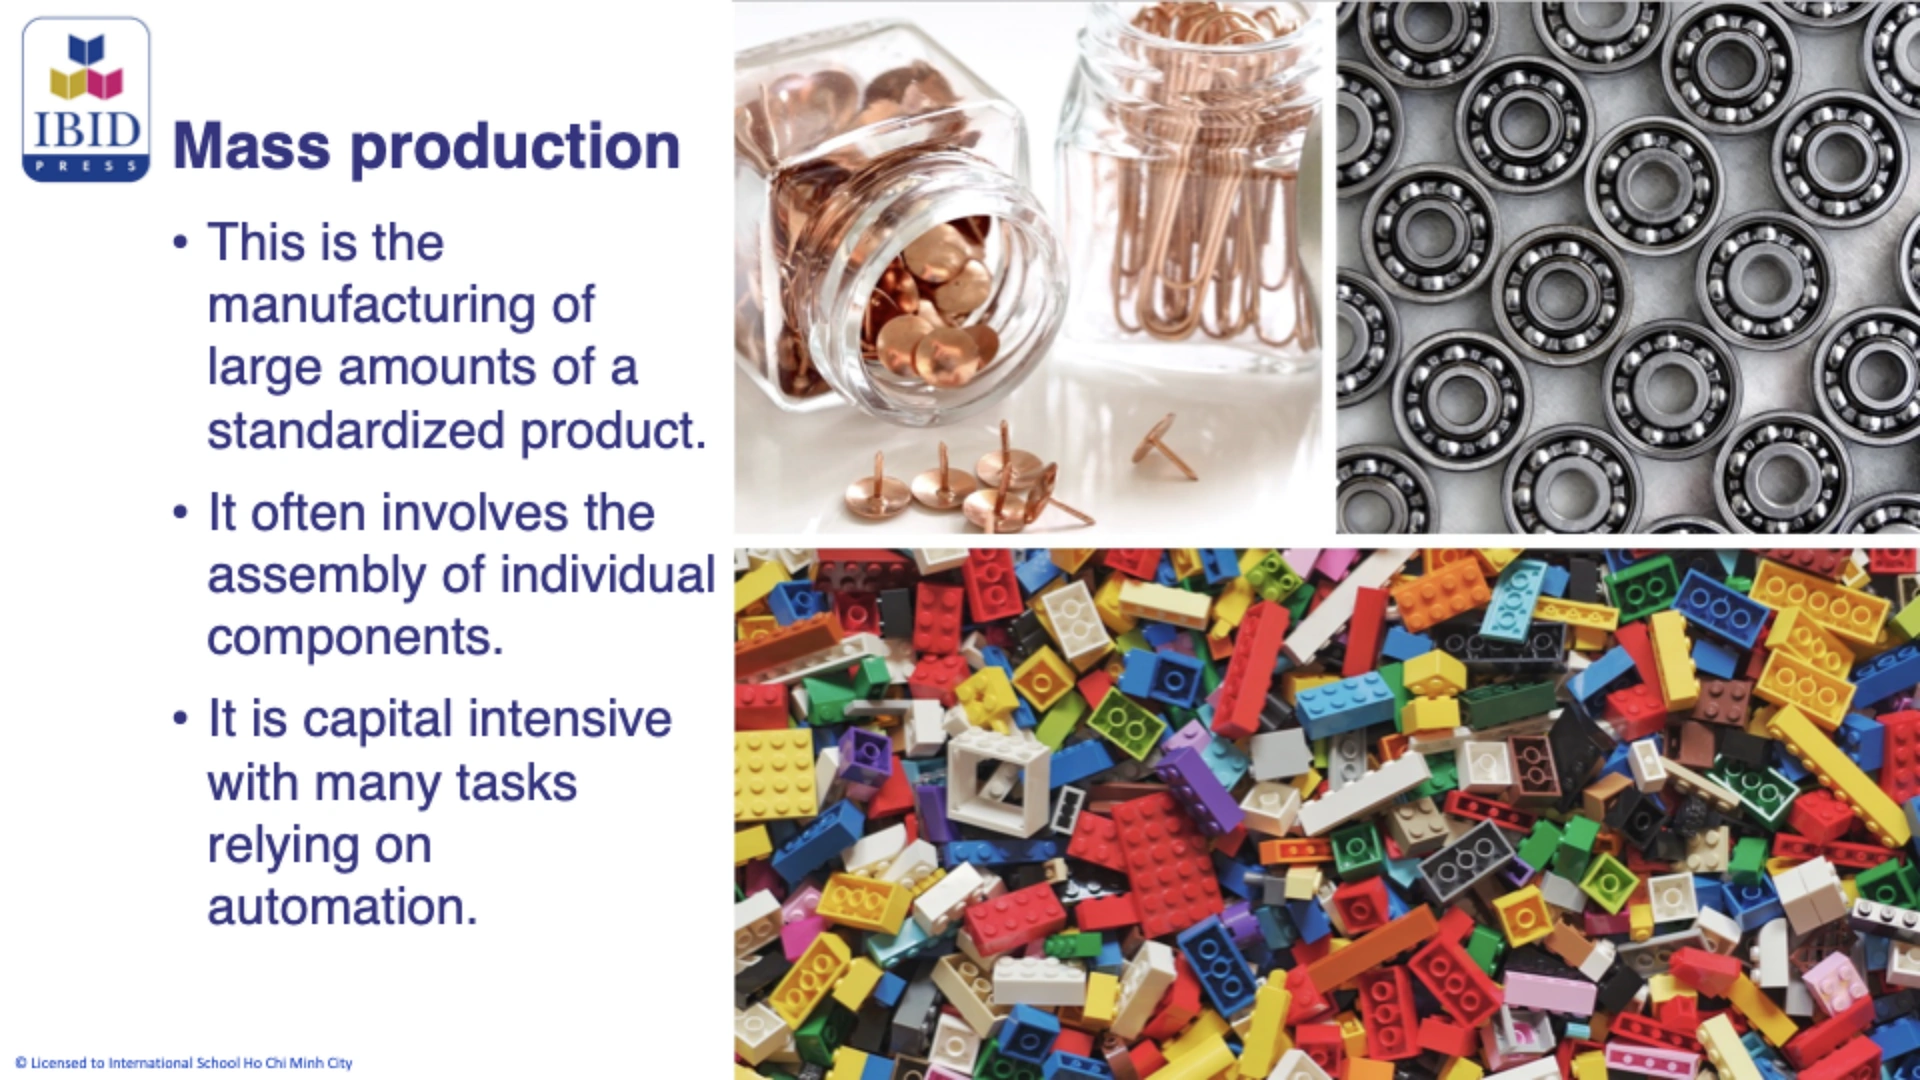 IBID
PRESS
Mass production
• This is the
manufacturing of
large amounts of a
standardized product.
• It often involves the
assembly of individual
components.
• It is capital intensive
with many tasks
relying on
automation.
© Licensed to International School Ho Chi Minh City